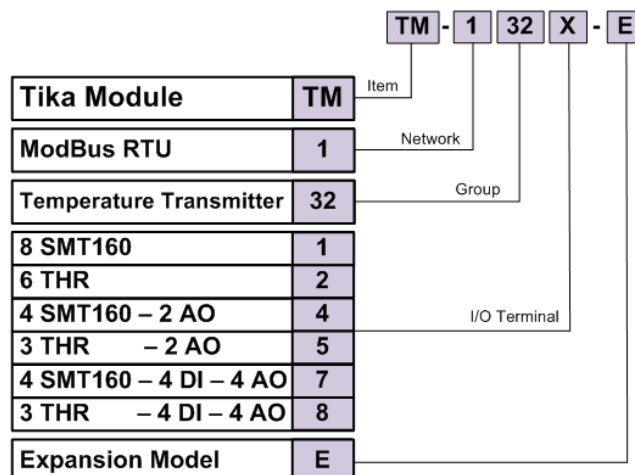 TM - 1 32 X - E
Tika Module TM Item
ModBus RTU 1 Network
Temperature Transmitter 32 Group
8 SMT160 1
6 THR 2
4 SMT160 – 2 AO 4 I/O Terminal
3 THR – 2 AO 5
4 SMT160 – 4 DI – 4 AO 7
3 THR – 4 DI – 4 AO 8
Expansion Model E